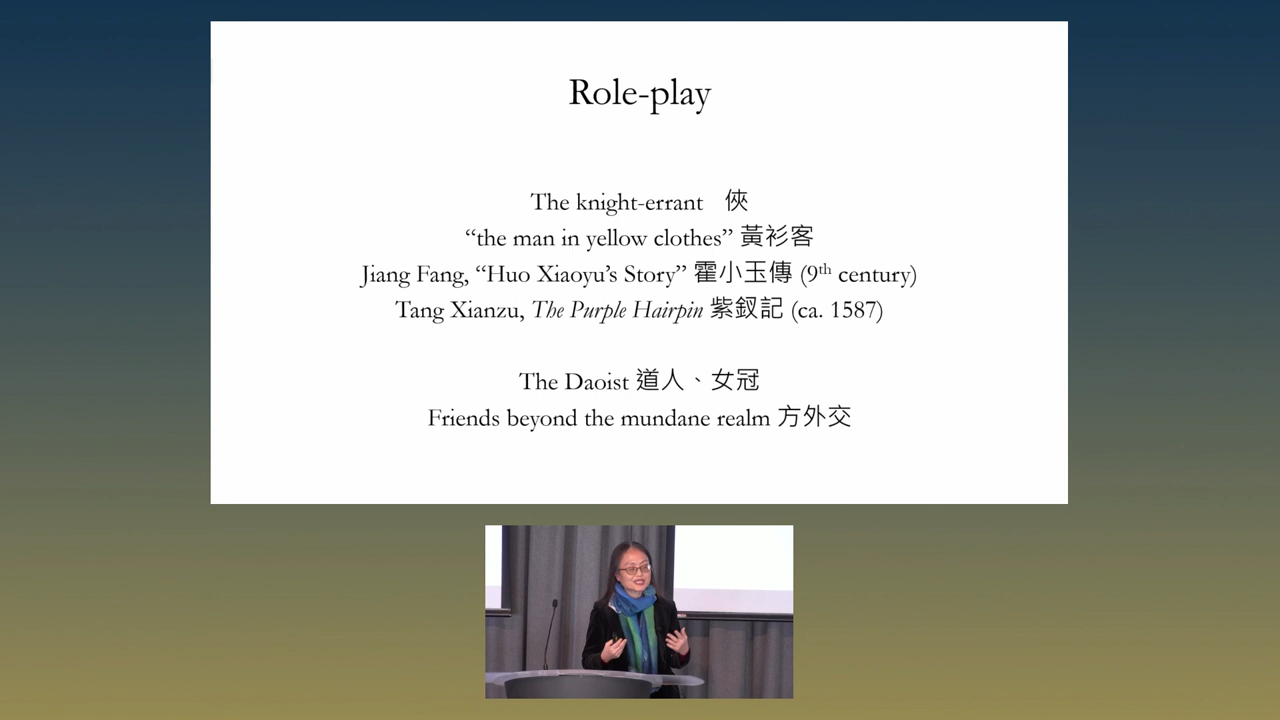 Role-play
The knight-errant 俠
“the man in yellow clothes” 黃衫客
Jiang Fang, “Huo Xiaoyu’s Story” 霍小玉傳 (9th century)
Tang Xianzu, The Purple Hairpin 紫釵記 (ca. 1587)
The Daoist 道人、女冠
Friends beyond the mundane realm 方外交